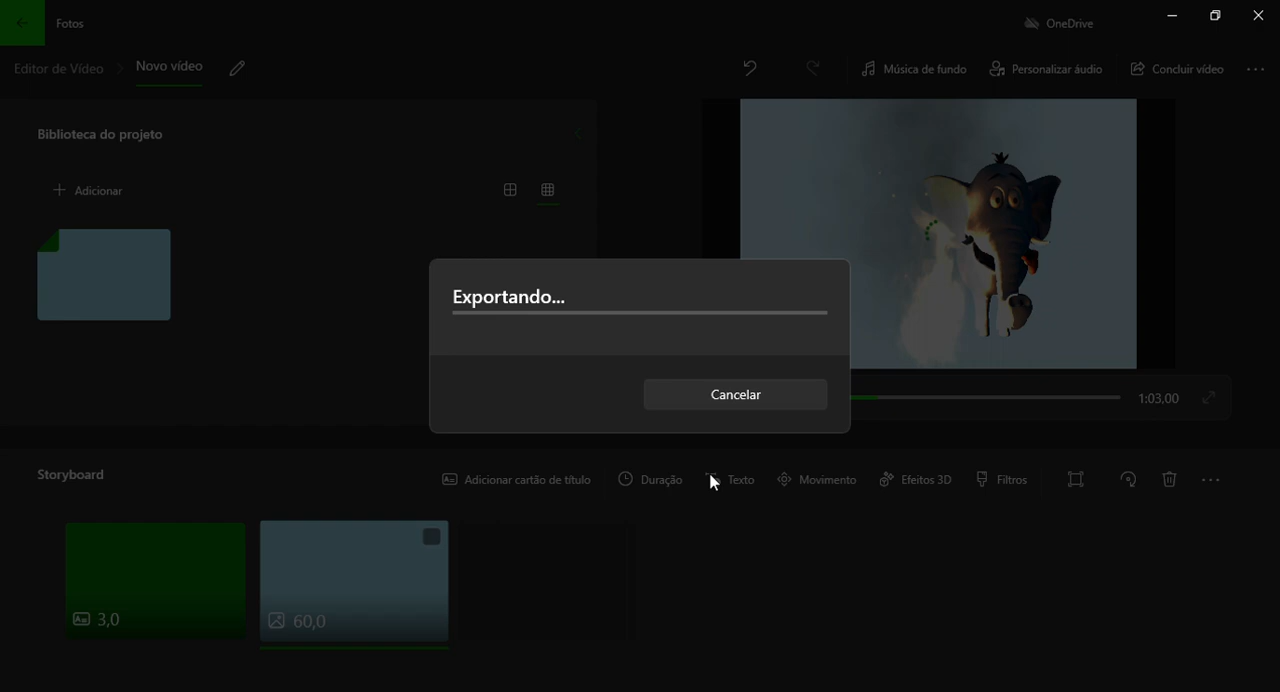 Fotos
OneDrive
Editor de Vídeo
Novo vídeo
Música de fundo
Personalizar áudio
Concluir vídeo
Biblioteca do projeto
Adicionar
Exportando...
Cancelar
1:03,00
Storyboard
Adicionar cartão de título
Duração
Texto
Movimento
Efeitos 3D
Filtros
3,0
60,0